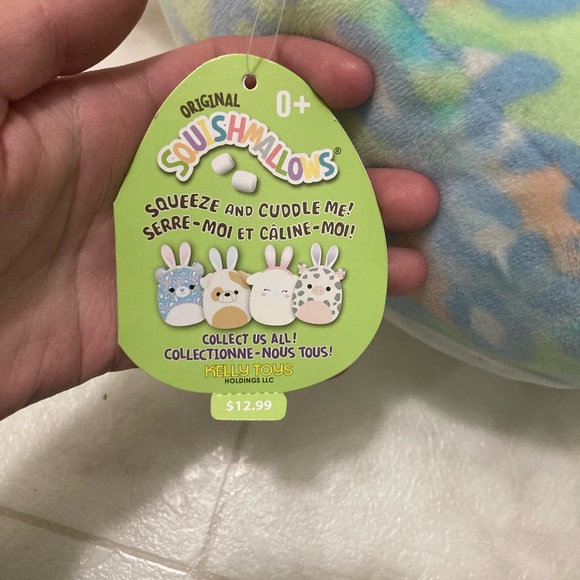 ORIGINAL
0+
SQUISHMALLOWS®
SQUEEZE AND CUDDLE ME!
SERRE-MOI ET CÂLINE-MOI!
COLLECT US ALL!
COLLECTIONNE-NOUS TOUS!
KELLY TOYS
HOLDINGS LLC
$12.99